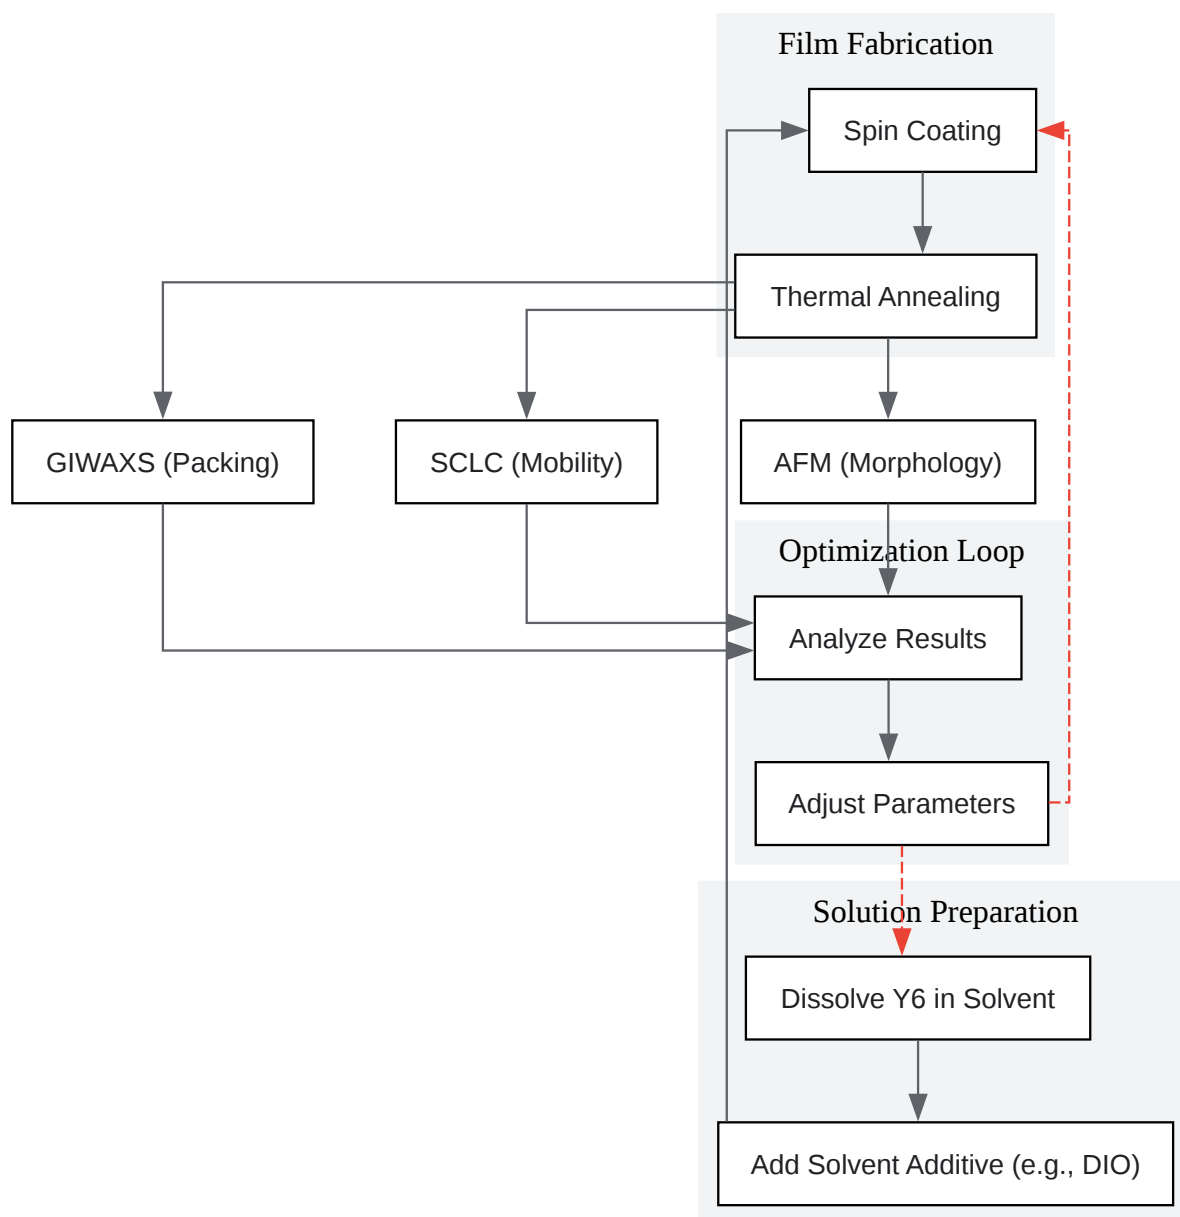 Film Fabrication
Spin Coating
Thermal Annealing
GIWAXS (Packing)
SCLC (Mobility)
AFM (Morphology)
Optimization Loop
Analyze Results
Adjust Parameters
Solution Preparation
Dissolve Y6 in Solvent
Add Solvent Additive (e.g., DIO)